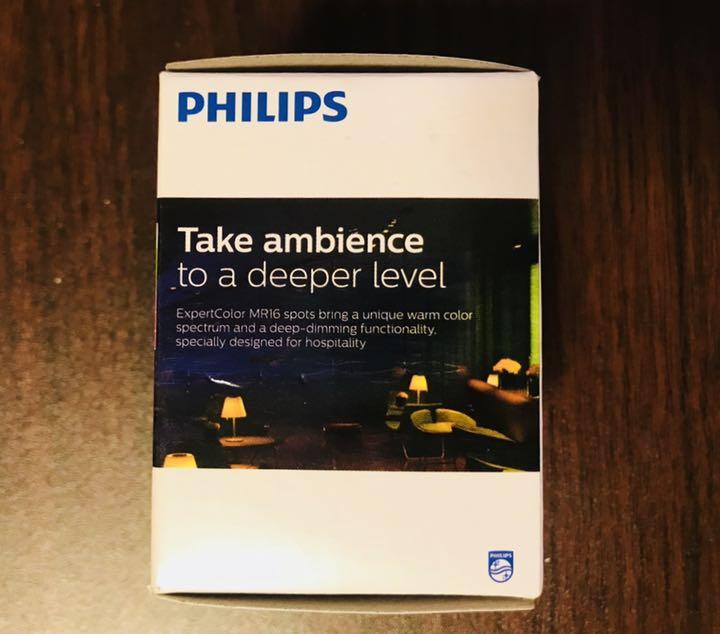 PHILIPS
Take ambience
to a deeper level
ExpertColor MR16 spots bring a unique warm color
spectrum and a deep-dimming functionality,
specially designed for hospitality
PHILIPS